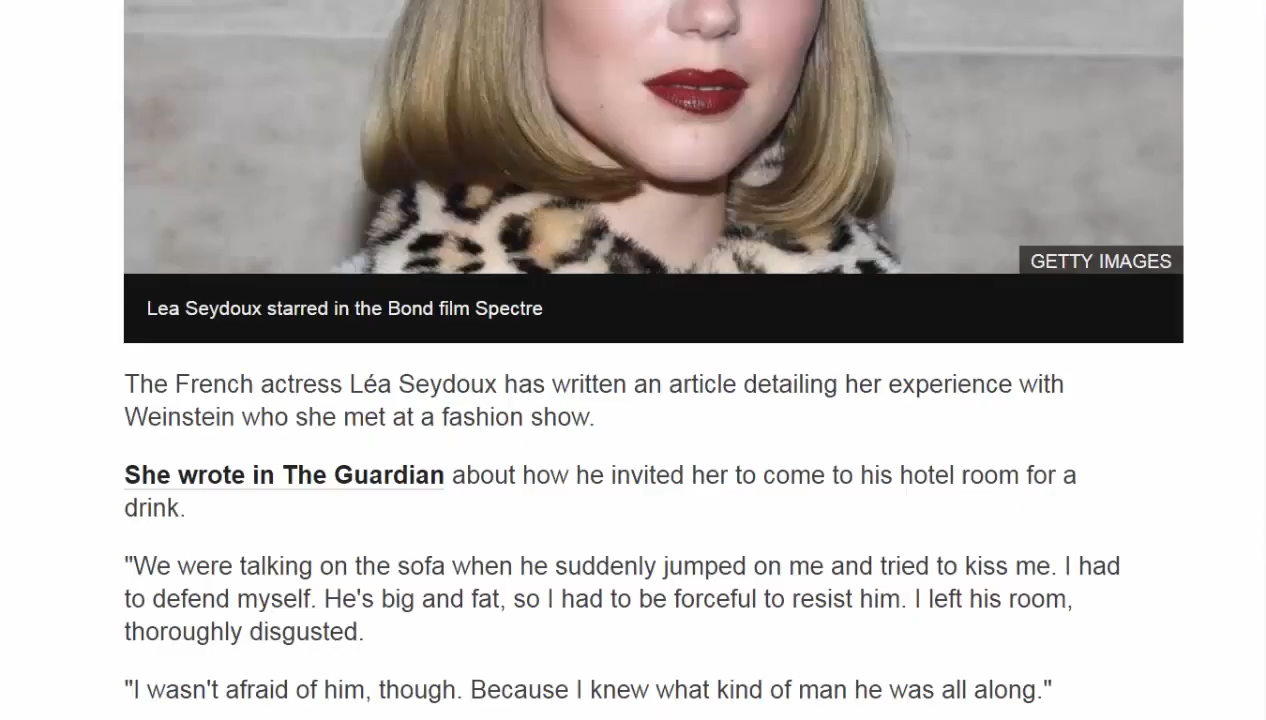 GETTY IMAGES
Lea Seydoux starred in the Bond film Spectre
The French actress Léa Seydoux has written an article detailing her experience with
Weinstein who she met at a fashion show.
She wrote in The Guardian about how he invited her to come to his hotel room for a
drink.
"We were talking on the sofa when he suddenly jumped on me and tried to kiss me. I had
to defend myself. He's big and fat, so I had to be forceful to resist him. I left his room,
thoroughly disgusted.
"I wasn't afraid of him, though. Because I knew what kind of man he was all along."